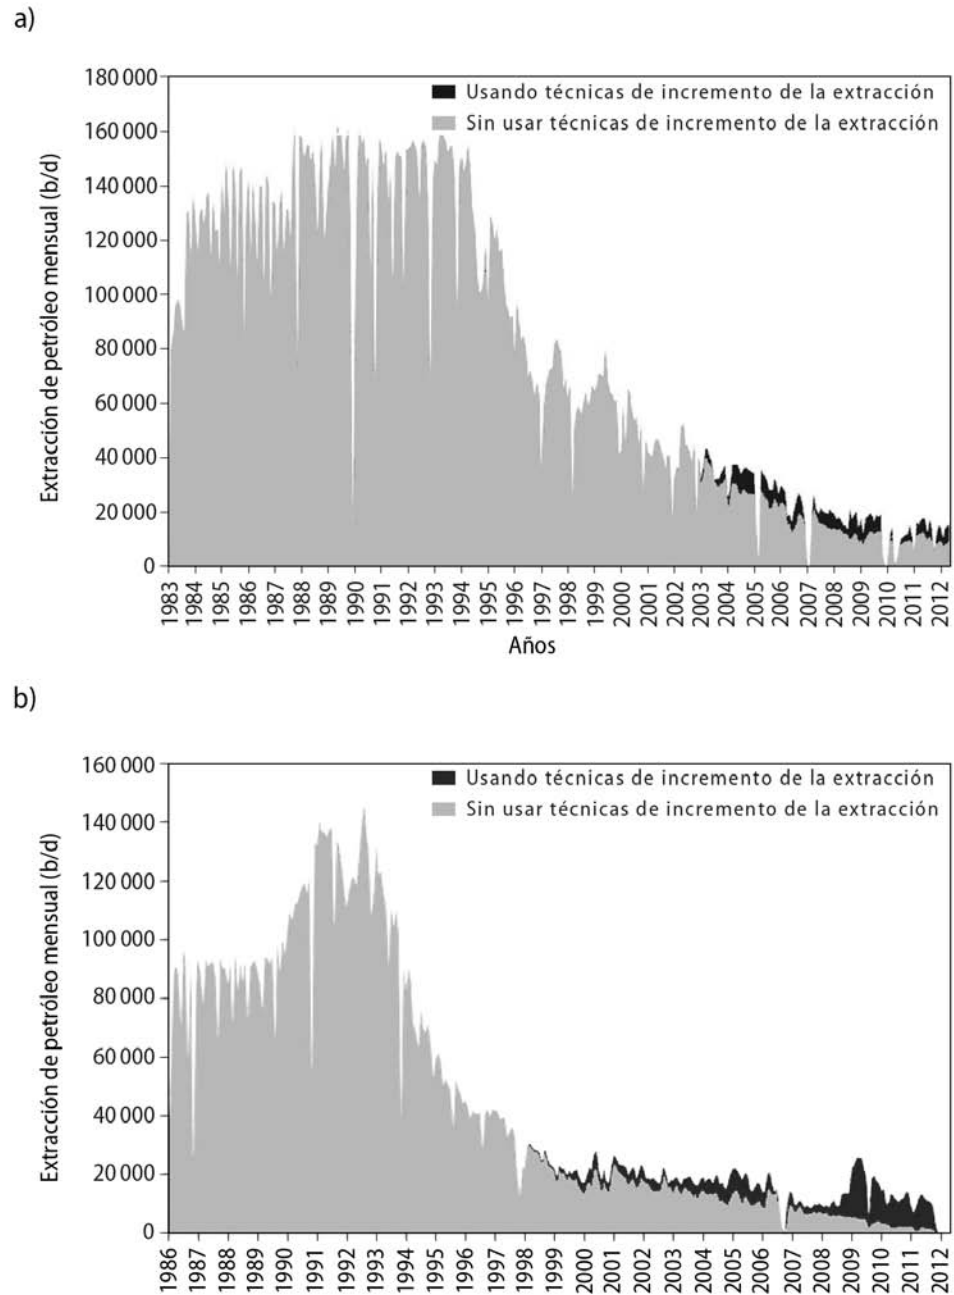 a)
180 000
Usando técnicas de incremento de la extracción
Sin usar técnicas de incremento de la extracción
160 000
140 000
120 000
100 000
80 000
60 000
40 000
20 000
0
Extracción de petróleo mensual (b/d)
1983 1984 1985 1986 1987 1988 1989 1990 1991 1992 1993 1994 1995 1996 1997 1998 1999 2000 2001 2002 2003 2004 2005 2006 2007 2008 2009 2010 2011 2012
Años
b)
160 000
Usando técnicas de incremento de la extracción
Sin usar técnicas de incremento de la extracción
140 000
120 000
100 000
80 000
60 000
40 000
20 000
0
Extracción de petróleo mensual (b/d)
1986 1987 1988 1989 1990 1991 1992 1993 1994 1995 1996 1997 1998 1999 2000 2001 2002 2003 2004 2005 2006 2007 2008 2009 2010 2011 2012